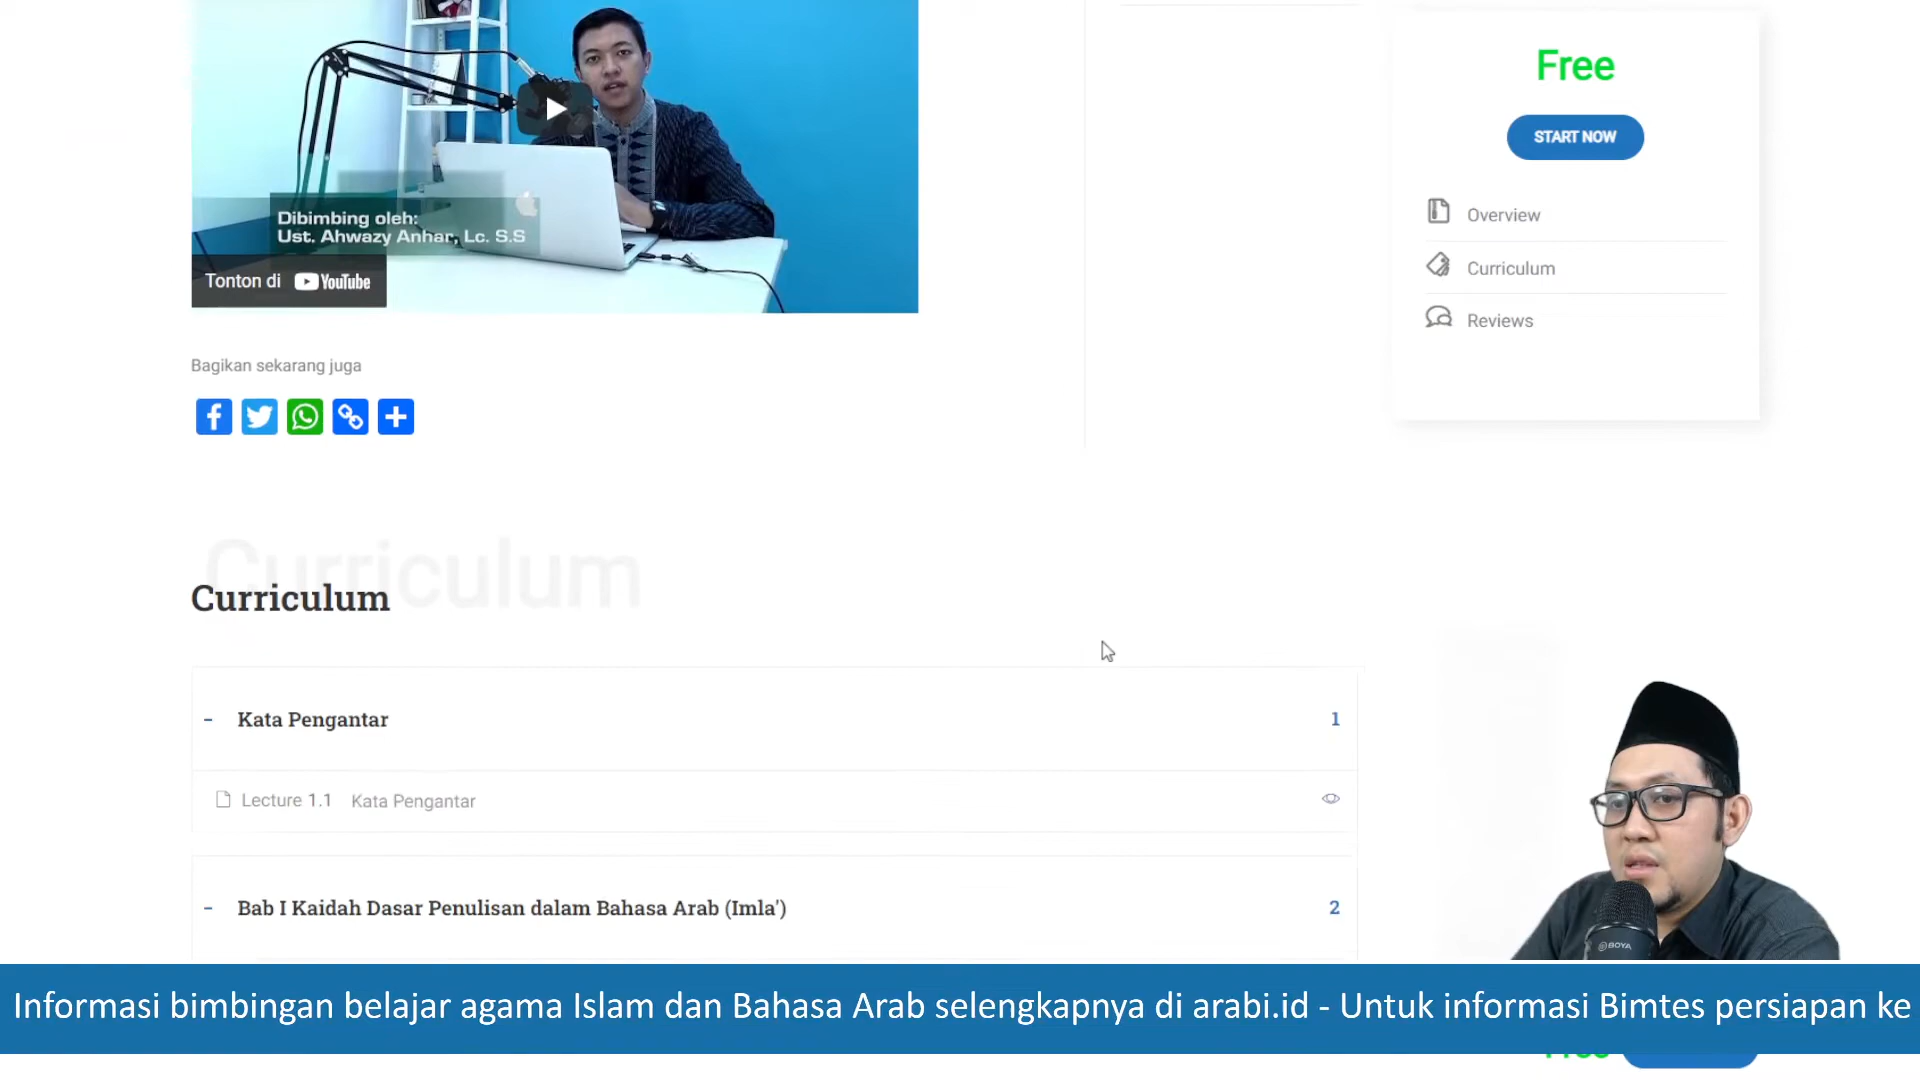 Free
START NOW
Overview
Curriculum
Reviews
Dibimbing oleh:
Ust. Ahwazy Anhar, Lc. S.S
Tonton di YouTube
Bagikan sekarang juga
Curriculum
Curriculum
- Kata Pengantar 1
Lecture 1.1 Kata Pengantar
- Bab I Kaidah Dasar Penulisan dalam Bahasa Arab (Imla') 2
BOYA
Informasi bimbingan belajar agama Islam dan Bahasa Arab selengkapnya di arabi.id - Untuk informasi Bimtes persiapan ke
Free